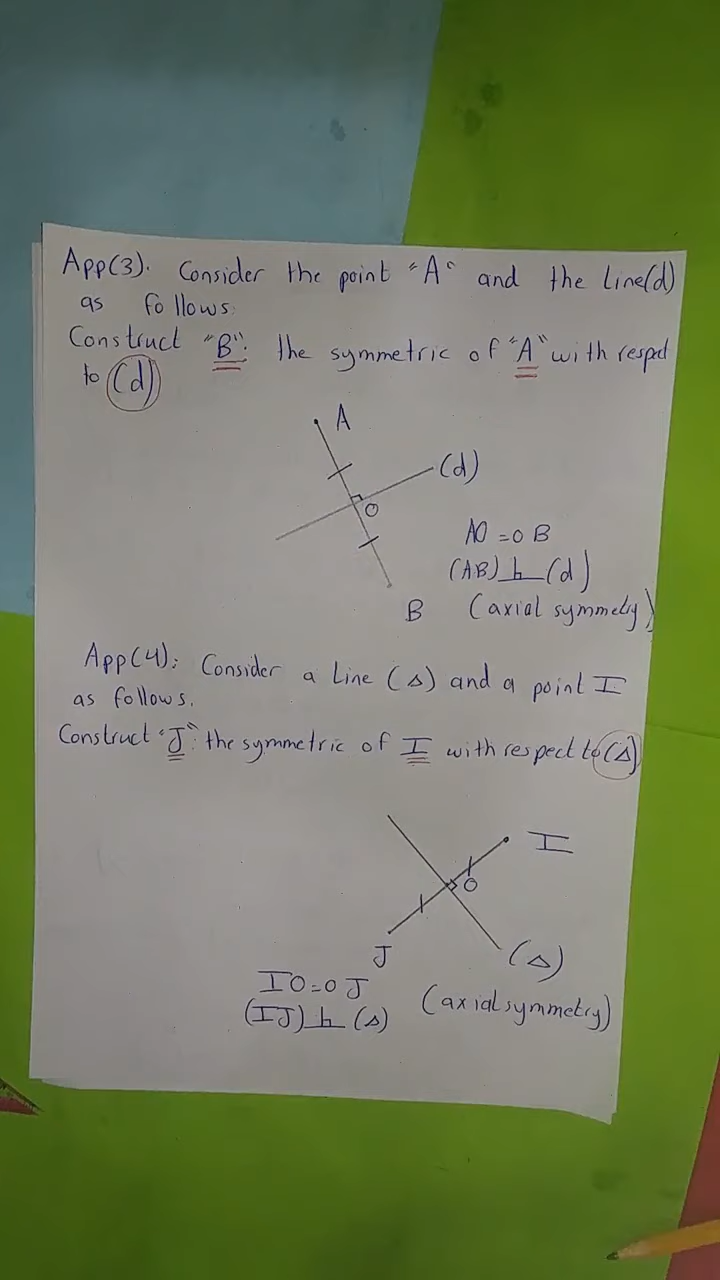 App(3). Consider the point "A" and the Line(d)
as follows.
Construct "B": the symmetric of "A" with respect
to (d)
A
(d)
O
AO = OB
(AB) ⊥ (d)
B (axial symmetry)
App(4): Consider a Line (Δ) and a point I
as follows.
Construct "J": the symmetric of I with respect to (Δ)
I
O
J
(Δ)
IO = OJ
(IJ) ⊥ (Δ)
(axial symmetry)